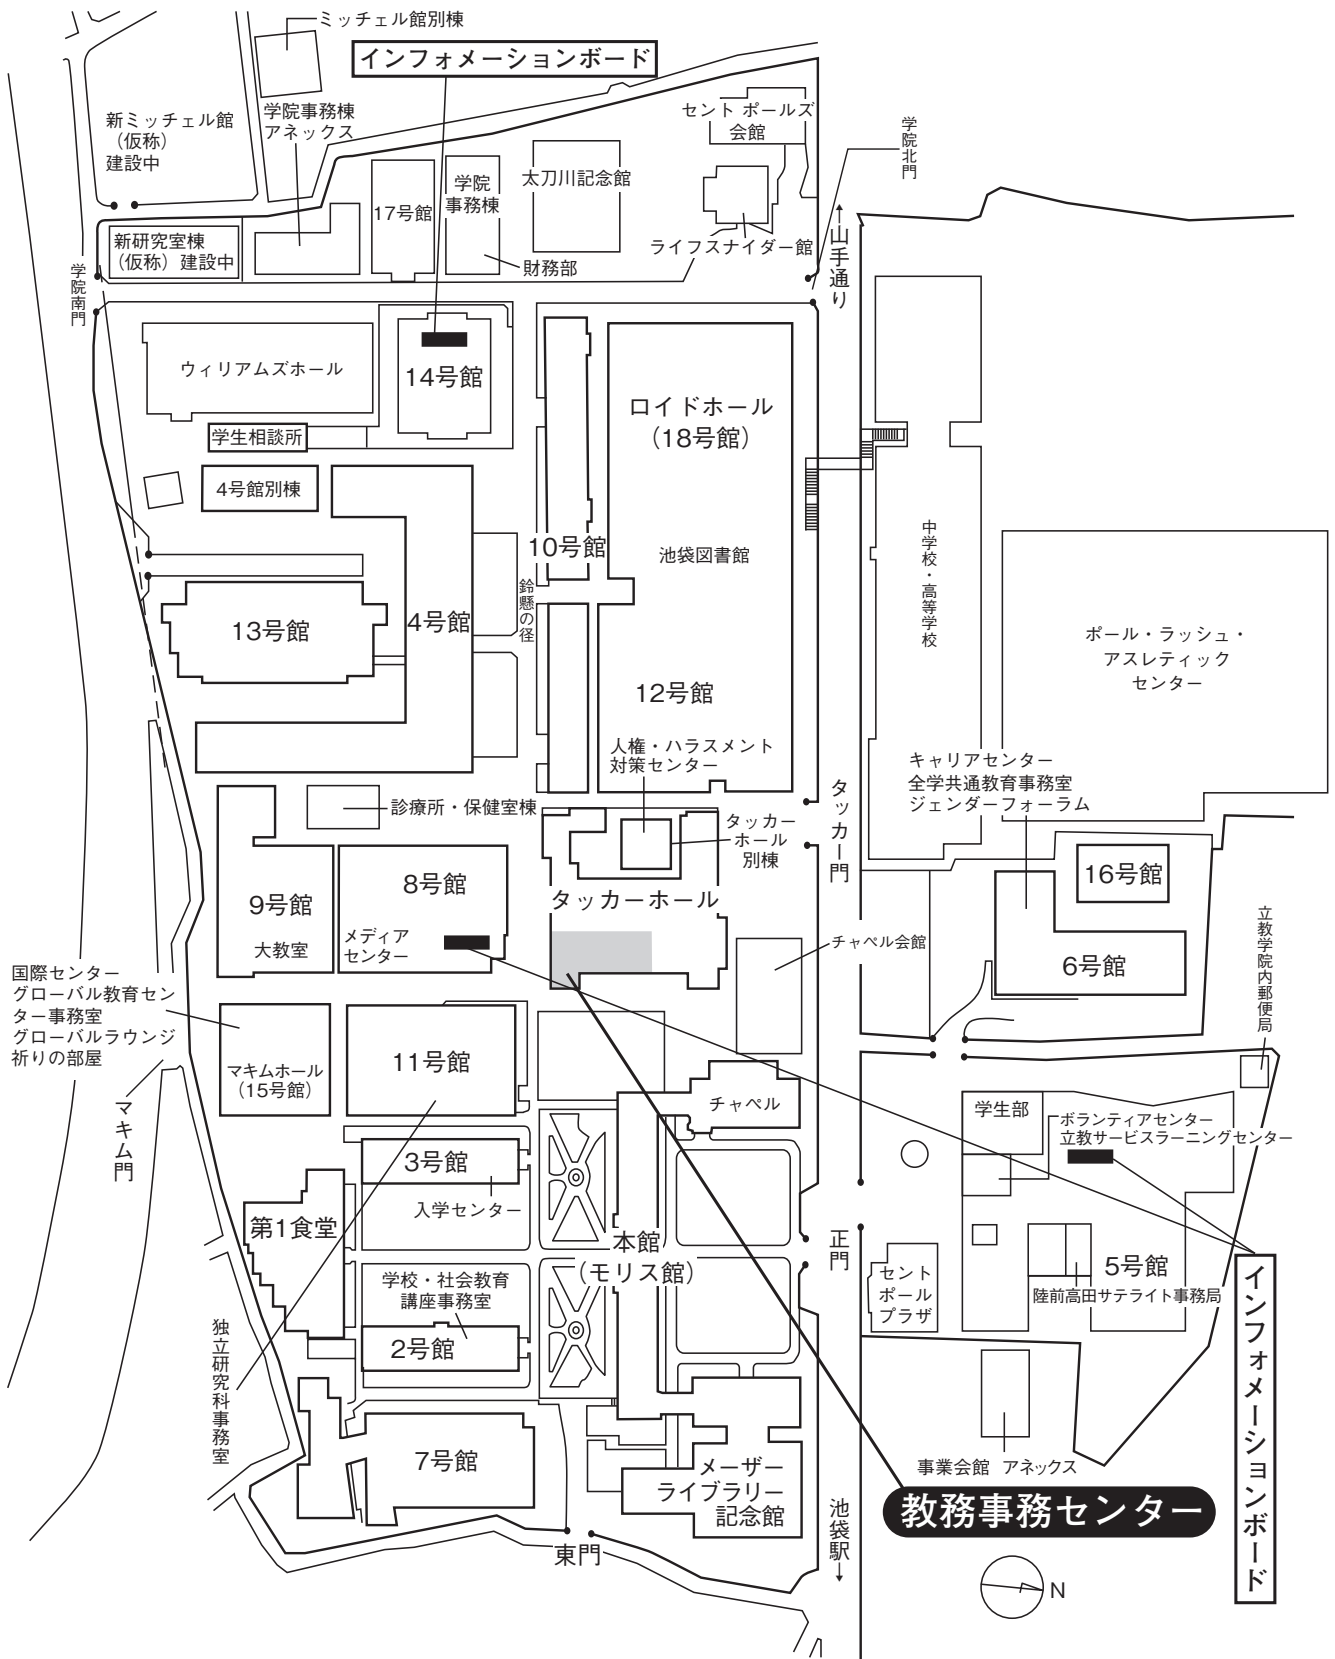 ミッチェル館別棟
インフォメーションボード
学院事務棟
アネックス
新ミッチェル館
（仮称）
建設中
セント ポールズ
会館
学院北門
17号館
学院
事務棟
太刀川記念館
新研究室棟
（仮称）建設中
財務部
ライフスナイダー館
↑山手通り
学院南門
ウィリアムズホール
14号館
ロイドホール
（18号館）
学生相談所
4号館別棟
10号館
池袋図書館
中学校・高等学校
鈴懸の径
13号館
4号館
ポール・ラッシュ・
アスレティック
センター
12号館
人権・ハラスメント
対策センター
キャリアセンター
全学共通教育事務室
ジェンダーフォーラム
診療所・保健室棟
タッカー
ホール
別棟
タッカー門
16号館
8号館
9号館
タッカーホール
大教室
メディア
センター
チャペル会館
6号館
立教学院内郵便局
国際センター
グローバル教育セン
ター事務室
グローバルラウンジ
祈りの部屋
11号館
マキムホール
（15号館）
チャペル
学生部
ボランティアセンター
立教サービスラーニングセンター
マキム門
3号館
入学センター
第1食堂
本館
（モリス館）
正門
セント
ポール
プラザ
5号館
陸前高田サテライト事務局
インフォメーションボード
学校・社会教育
講座事務室
2号館
独立研究科事務室
7号館
メーザー
ライブラリー
記念館
事業会館 アネックス
教務事務センター
池袋駅↓
東門
N